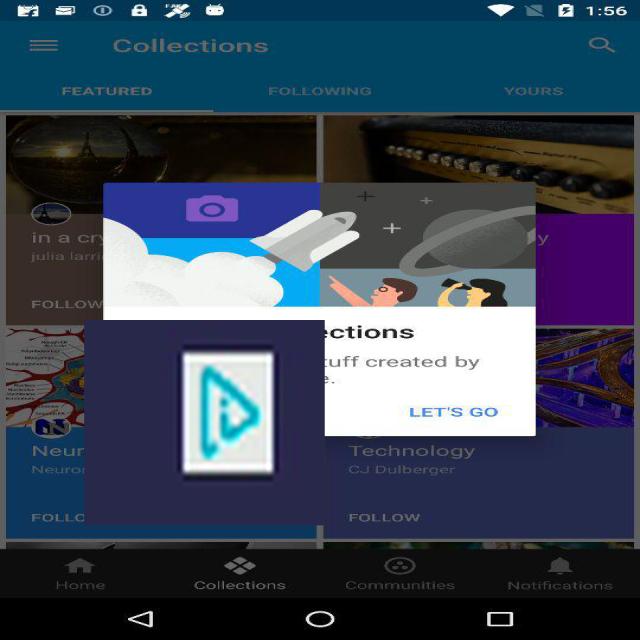 1:56
Collections
FEATURED FOLLOWING YOURS
in a cry
julia larri
FOLLOW
ections
tuff created by
e.
LET'S GO
Neur
Neuron
FOLLO
Technology
CJ Dulberger
FOLLOW
Home Collections Communities Notifications